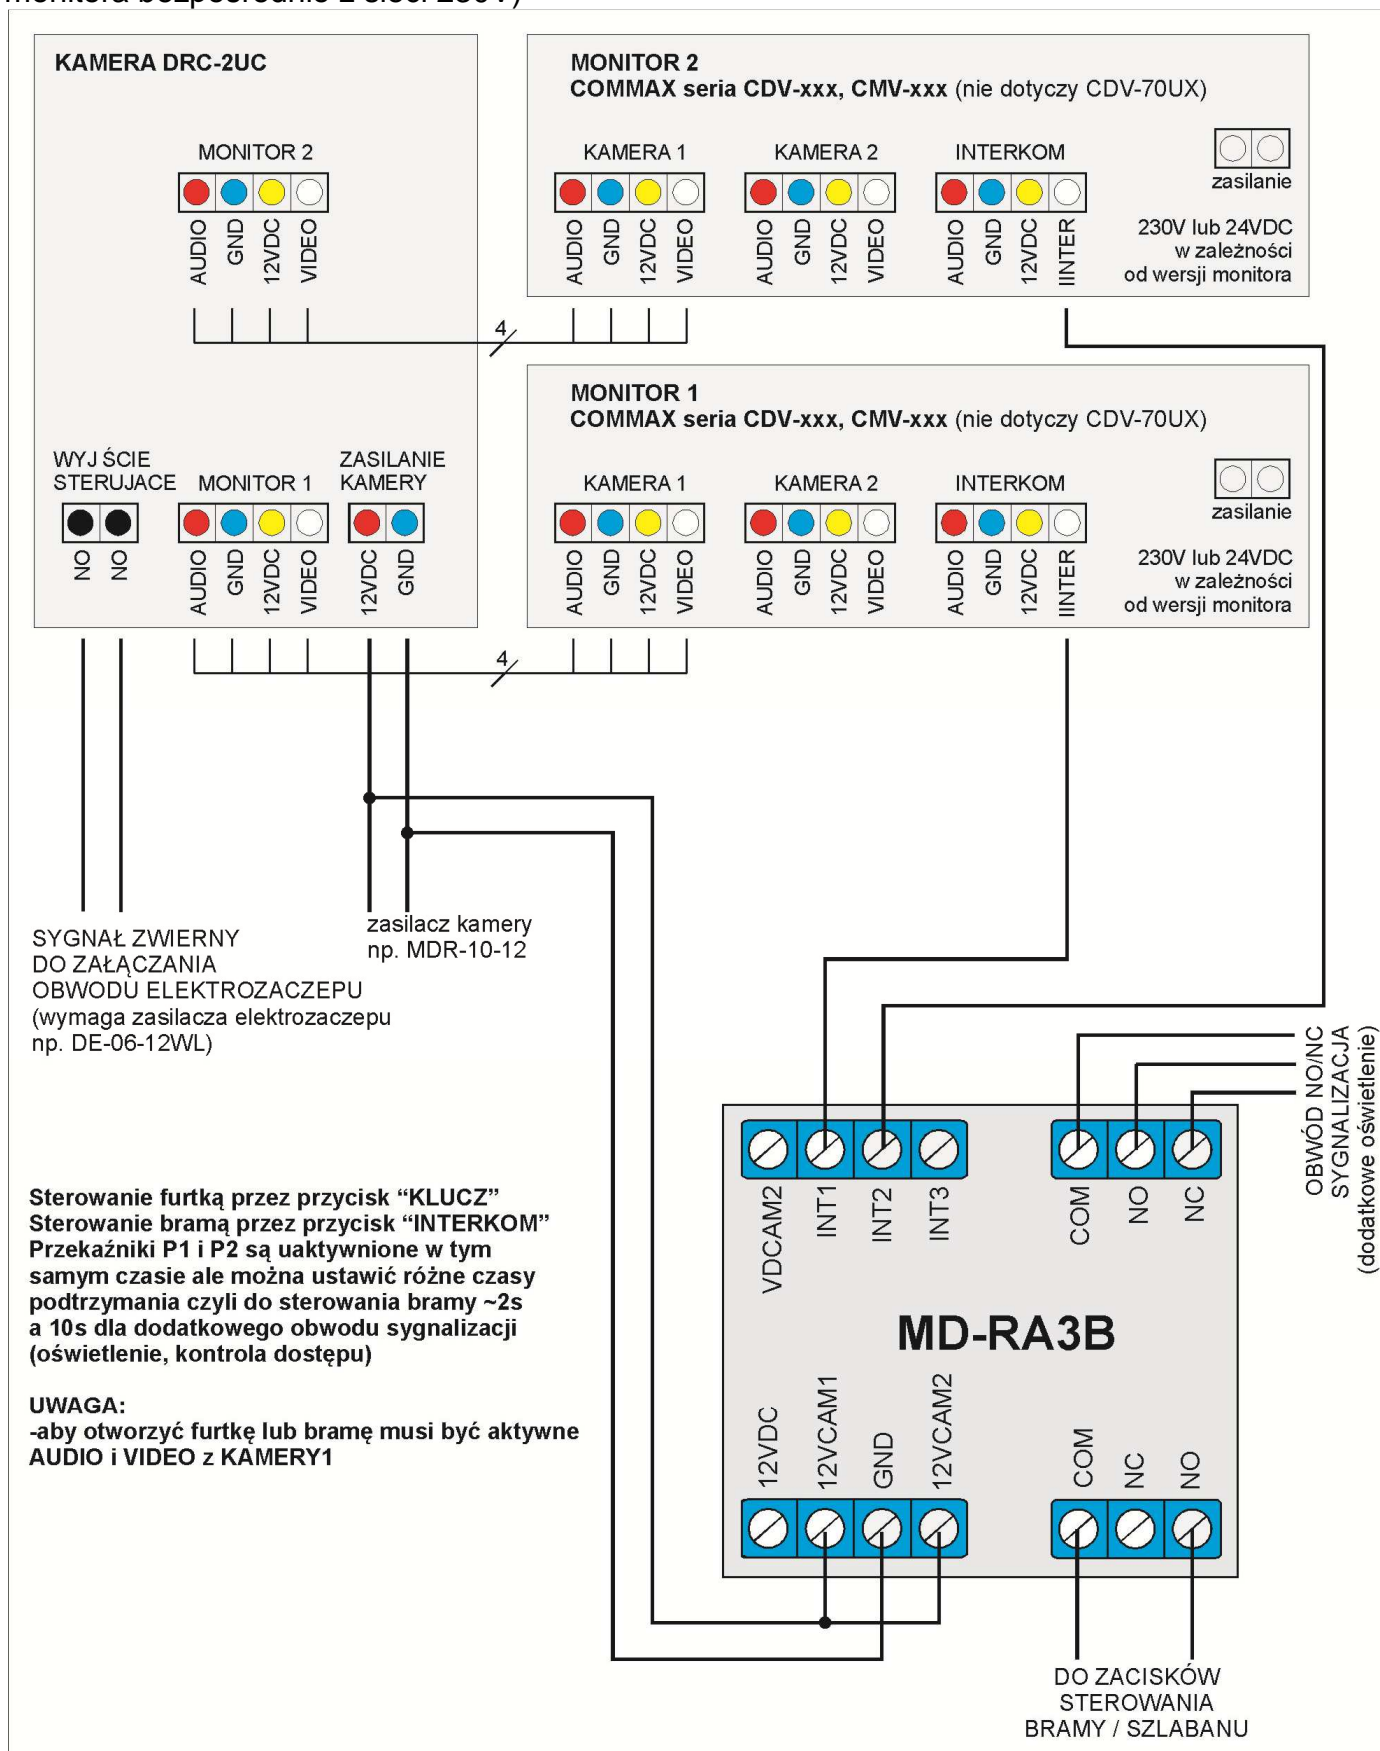 monitora bezpośrednio z sieci 230V)
KAMERA DRC-2UC
MONITOR 2
AUDIO
GND
12VDC
VIDEO
MONITOR 2
COMMAX seria CDV-xxx, CMV-xxx (nie dotyczy CDV-70UX)
KAMERA 1
AUDIO
GND
12VDC
VIDEO
KAMERA 2
AUDIO
GND
12VDC
VIDEO
INTERKOM
AUDIO
GND
12VDC
IINTER
zasilanie
230V lub 24VDC
w zależności
od wersji monitora
4
MONITOR 1
COMMAX seria CDV-xxx, CMV-xxx (nie dotyczy CDV-70UX)
KAMERA 1
AUDIO
GND
12VDC
VIDEO
KAMERA 2
AUDIO
GND
12VDC
VIDEO
INTERKOM
AUDIO
GND
12VDC
IINTER
zasilanie
230V lub 24VDC
w zależności
od wersji monitora
WYJ ŚCIE
STERUJACE
NO
NO
MONITOR 1
AUDIO
GND
12VDC
VIDEO
ZASILANIE
KAMERY
12VDC
GND
4
SYGNAŁ ZWIERNY
DO ZAŁĄCZANIA
OBWODU ELEKTROZACZEPU
(wymaga zasilacza elektrozaczepu
np. DE-06-12WL)
zasilacz kamery
np. MDR-10-12
OBWÓD NO/NC
SYGNALIZACJA
(dodatkowe oświetlenie)
VDCAM2
INT1
INT2
INT3
COM
NO
NC
MD-RA3B
12VDC
12VCAM1
GND
12VCAM2
COM
NC
NO
Sterowanie furtką przez przycisk “KLUCZ”
Sterowanie bramą przez przycisk “INTERKOM”
Przekaźniki P1 i P2 są uaktywnione w tym
samym czasie ale można ustawić różne czasy
podtrzymania czyli do sterowania bramy ~2s
a 10s dla dodatkowego obwodu sygnalizacji
(oświetlenie, kontrola dostępu)
UWAGA:
-aby otworzyć furtkę lub bramę musi być aktywne
AUDIO i VIDEO z KAMERY1
DO ZACISKÓW
STEROWANIA
BRAMY / SZLABANU